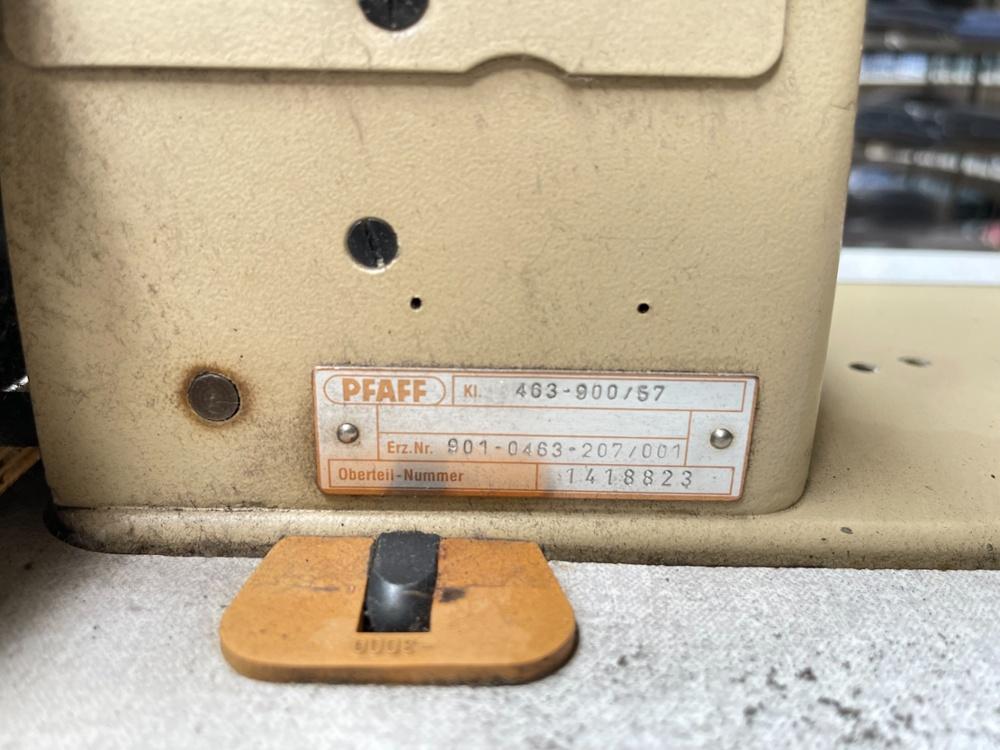 PFAFF Kl. 463-900/57
Erz.Nr. 901-0463-207/001
Oberteil-Nummer 1418823